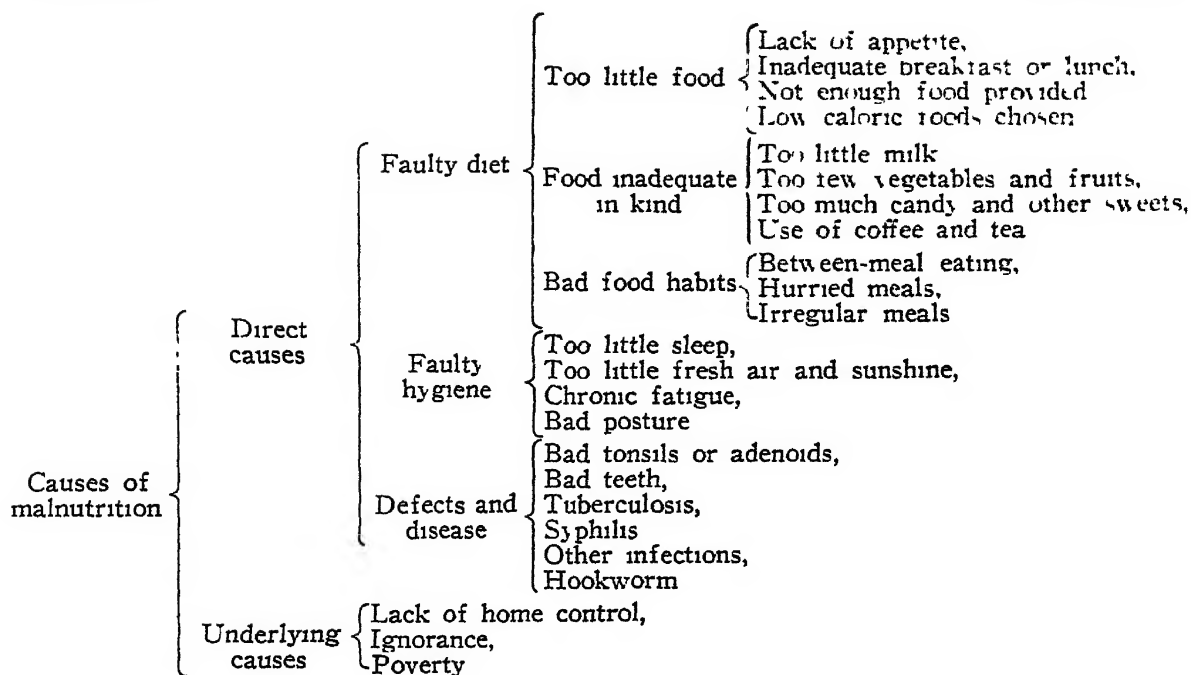 Causes of
malnutrition
Direct
causes
Faulty diet
Too little food
Lack of appetite,
Inadequate breakfast or lunch,
Not enough food provided
Low caloric foods chosen
Food inadequate
in kind
Too little milk
Too few vegetables and fruits,
Too much candy and other sweets,
Use of coffee and tea
Bad food habits
Between-meal eating,
Hurried meals,
Irregular meals
Faulty
hygiene
Too little sleep,
Too little fresh air and sunshine,
Chronic fatigue,
Bad posture
Defects and
disease
Bad tonsils or adenoids,
Bad teeth,
Tuberculosis,
Syphilis
Other infections,
Hookworm
Underlying
causes
Lack of home control,
Ignorance,
Poverty